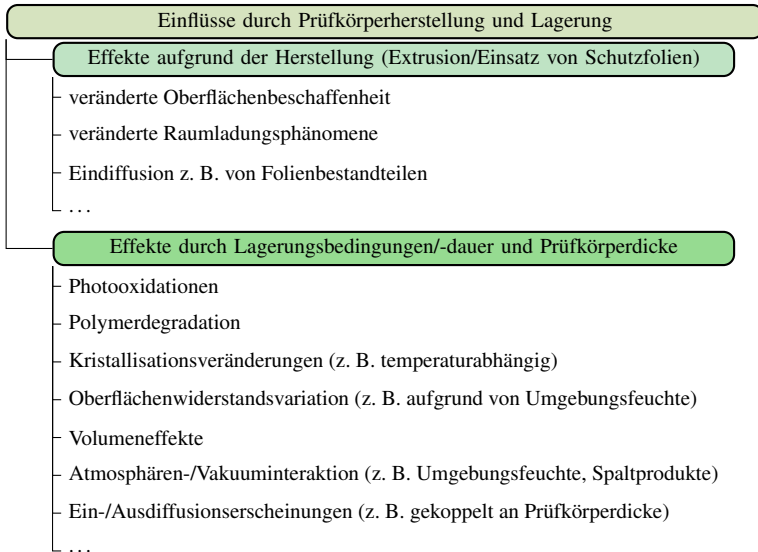 Einflüsse durch Prüfkörperherstellung und Lagerung
Effekte aufgrund der Herstellung (Extrusion/Einsatz von Schutzfolien)
veränderte Oberflächenbeschaffenheit
veränderte Raumladungsphänomene
Eindiffusion z. B. von Folienbestandteilen
...
Effekte durch Lagerungsbedingungen/-dauer und Prüfkörperdicke
Photooxidationen
Polymerdegradation
Kristallisationsveränderungen (z. B. temperaturabhängig)
Oberflächenwiderstandsvariation (z. B. aufgrund von Umgebungsfeuchte)
Volumeneffekte
Atmosphären-/Vakuuminteraktion (z. B. Umgebungsfeuchte, Spaltprodukte)
Ein-/Ausdiffusionserscheinungen (z. B. gekoppelt an Prüfkörperdicke)
...